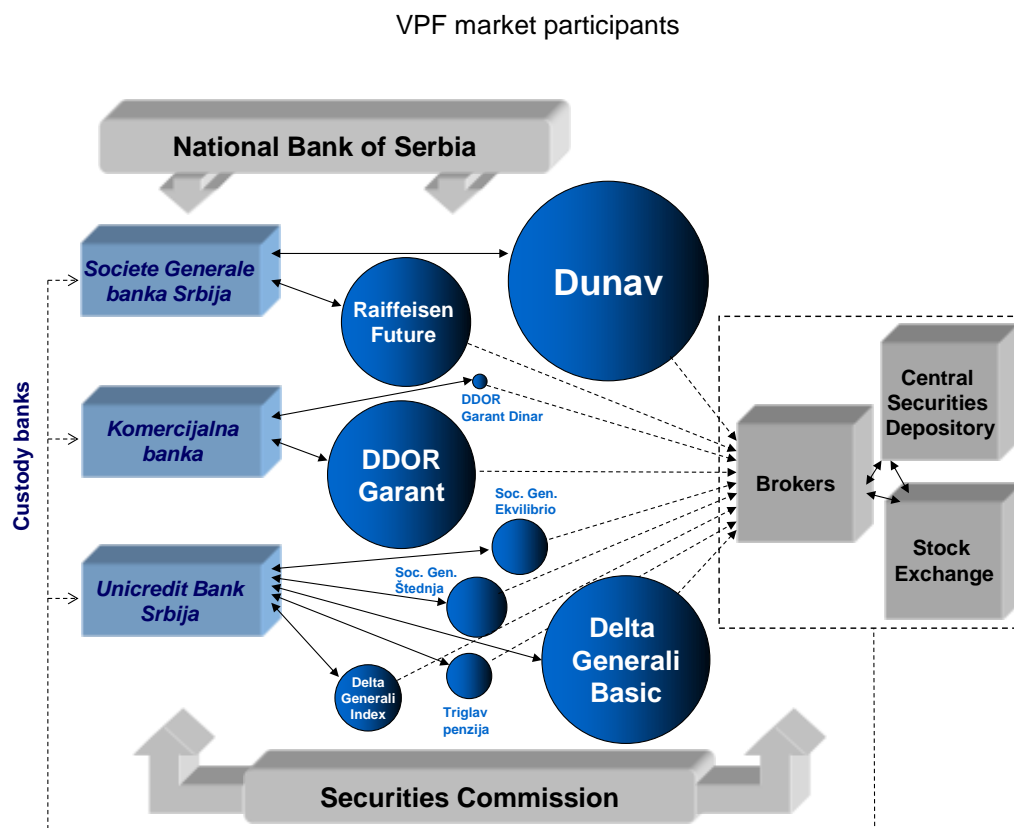 VPF market participants
National Bank of Serbia
Societe Generale
banka Srbija
Dunav
Raiffeisen
Future
DDOR
Garant Dinar
Komercijalna
banka
DDOR
Garant
Custody banks
Central
Securities
Depository
Brokers
Stock
Exchange
Soc. Gen.
Ekvilibrio
Soc. Gen.
Štednja
Unicredit Bank
Srbija
Delta
Generali
Basic
Delta
Generali
Index
Triglav
penzija
Securities Commission